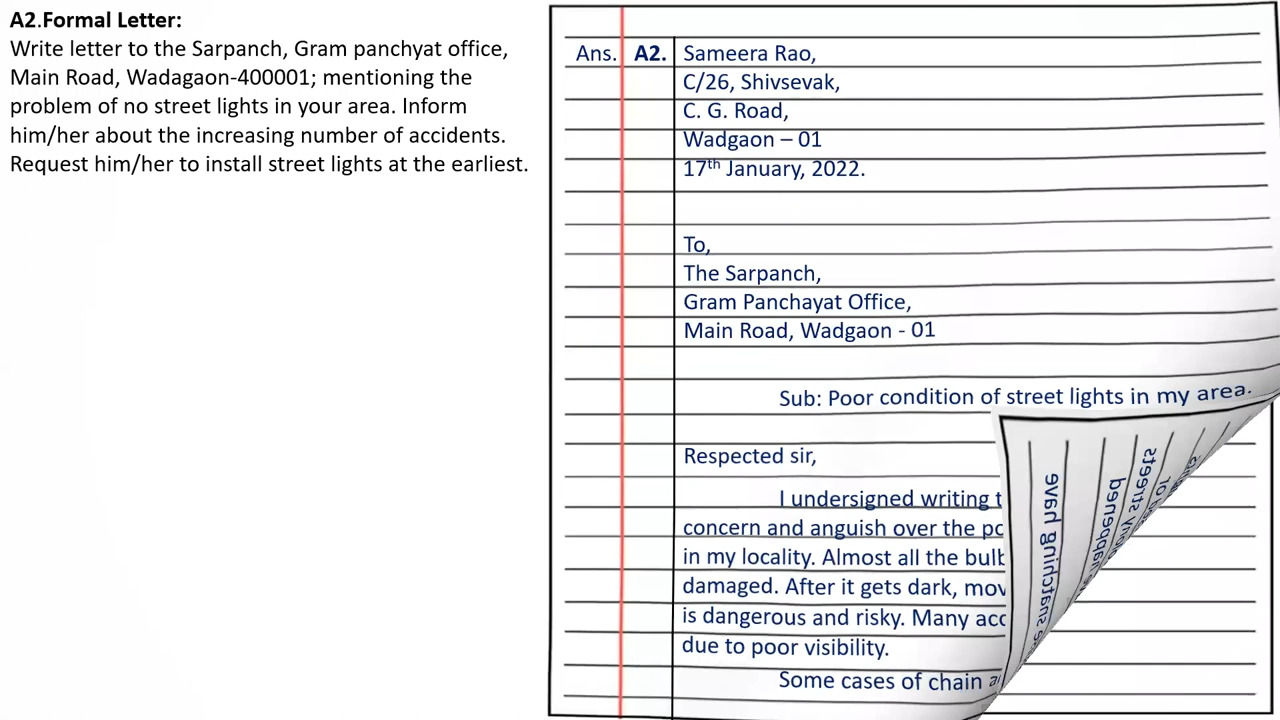 A2.Formal Letter:
Write letter to the Sarpanch, Gram panchyat office,
Main Road, Wadagaon-400001; mentioning the
problem of no street lights in your area. Inform
him/her about the increasing number of accidents.
Request him/her to install street lights at the earliest.
Ans. A2. Sameera Rao,
C/26, Shivsevak,
C. G. Road,
Wadgaon – 01
17th January, 2022.
To,
The Sarpanch,
Gram Panchayat Office,
Main Road, Wadgaon - 01
Sub: Poor condition of street lights in my area.
Respected sir,
I undersigned writing
concern and anguish over the
in my locality. Almost all the
damaged. After it gets dark,
is dangerous and risky. Many
due to poor visibility.
Some cases of chain
snatching have
happened
streets